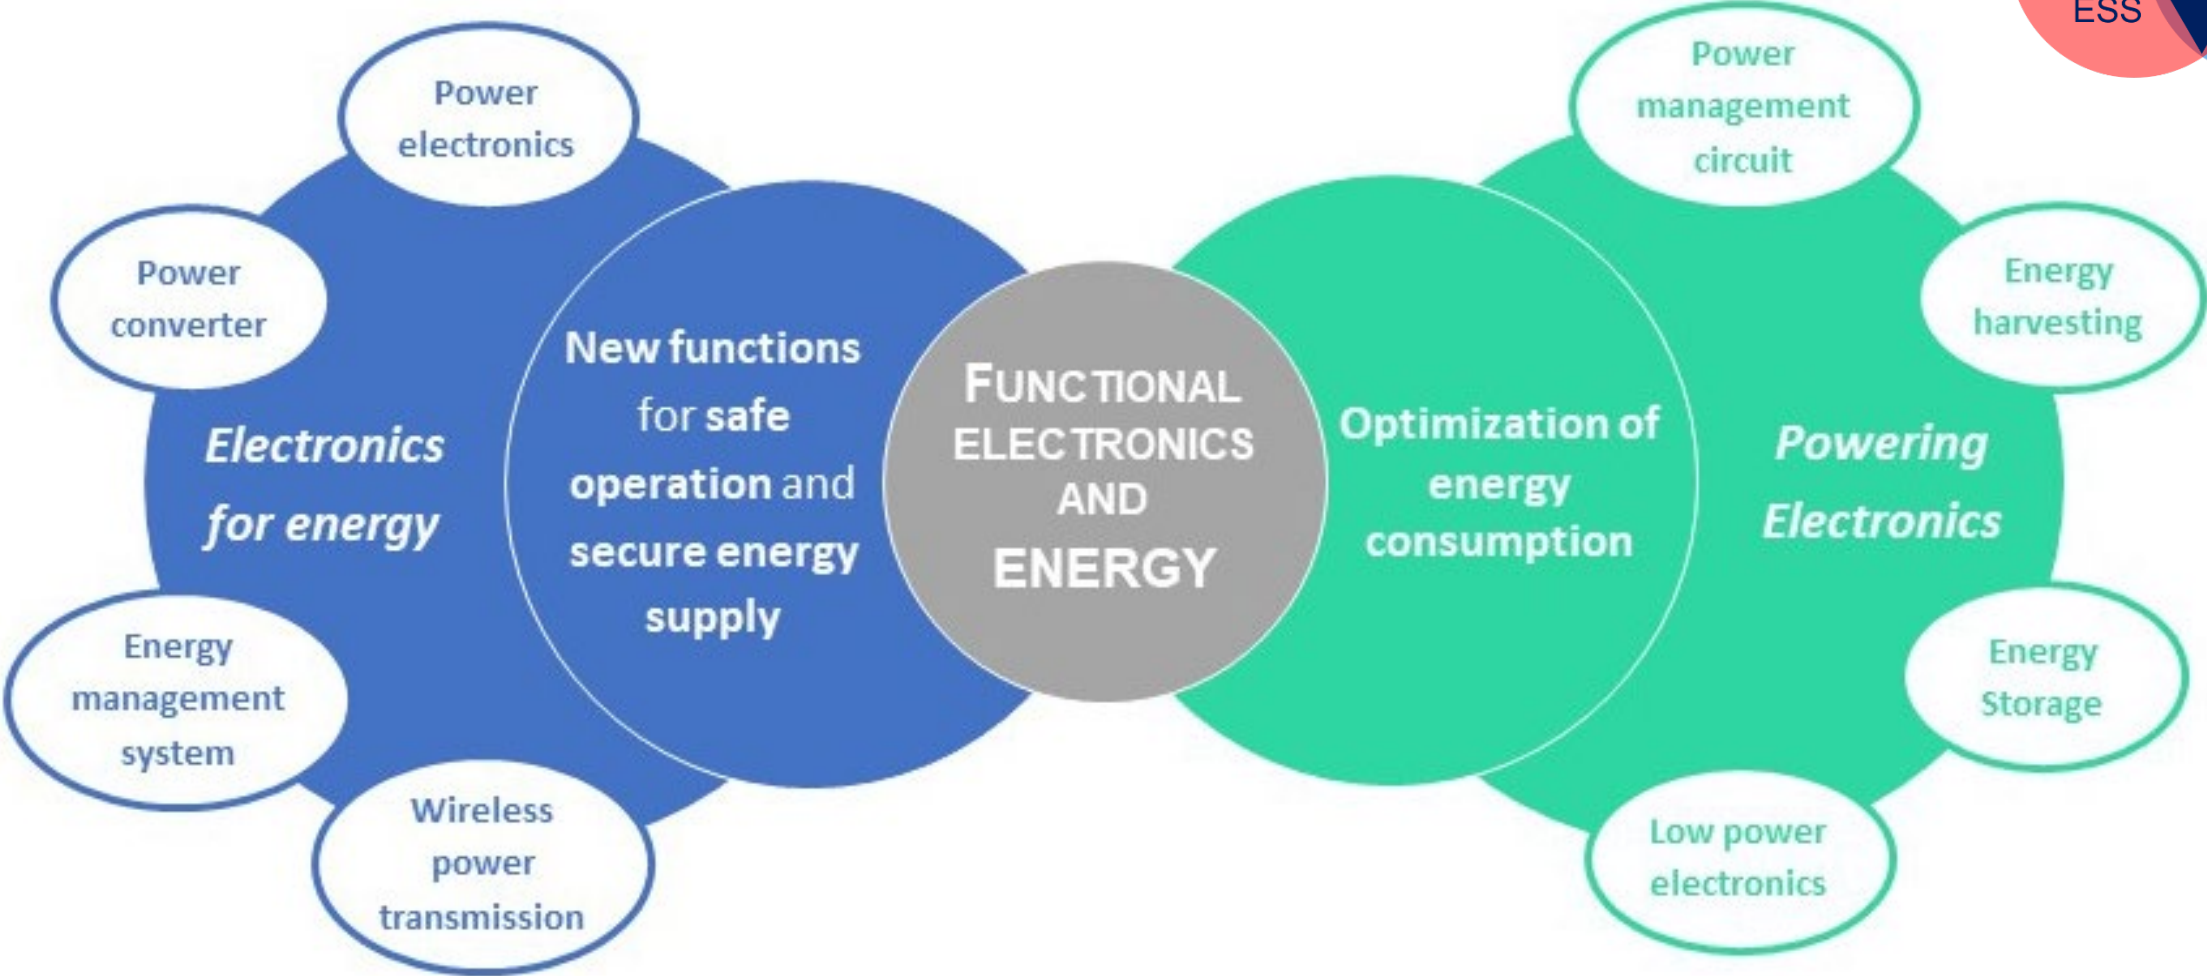 ESS
Power
electronics
Power
converter
Electronics
for energy
Energy
management
system
Wireless
power
transmission
New functions
for safe
operation and
secure energy
supply
FUNCTIONAL
ELECTRONICS
AND
ENERGY
Optimization of
energy
consumption
Powering
Electronics
Power
management
circuit
Energy
harvesting
Energy
Storage
Low power
electronics